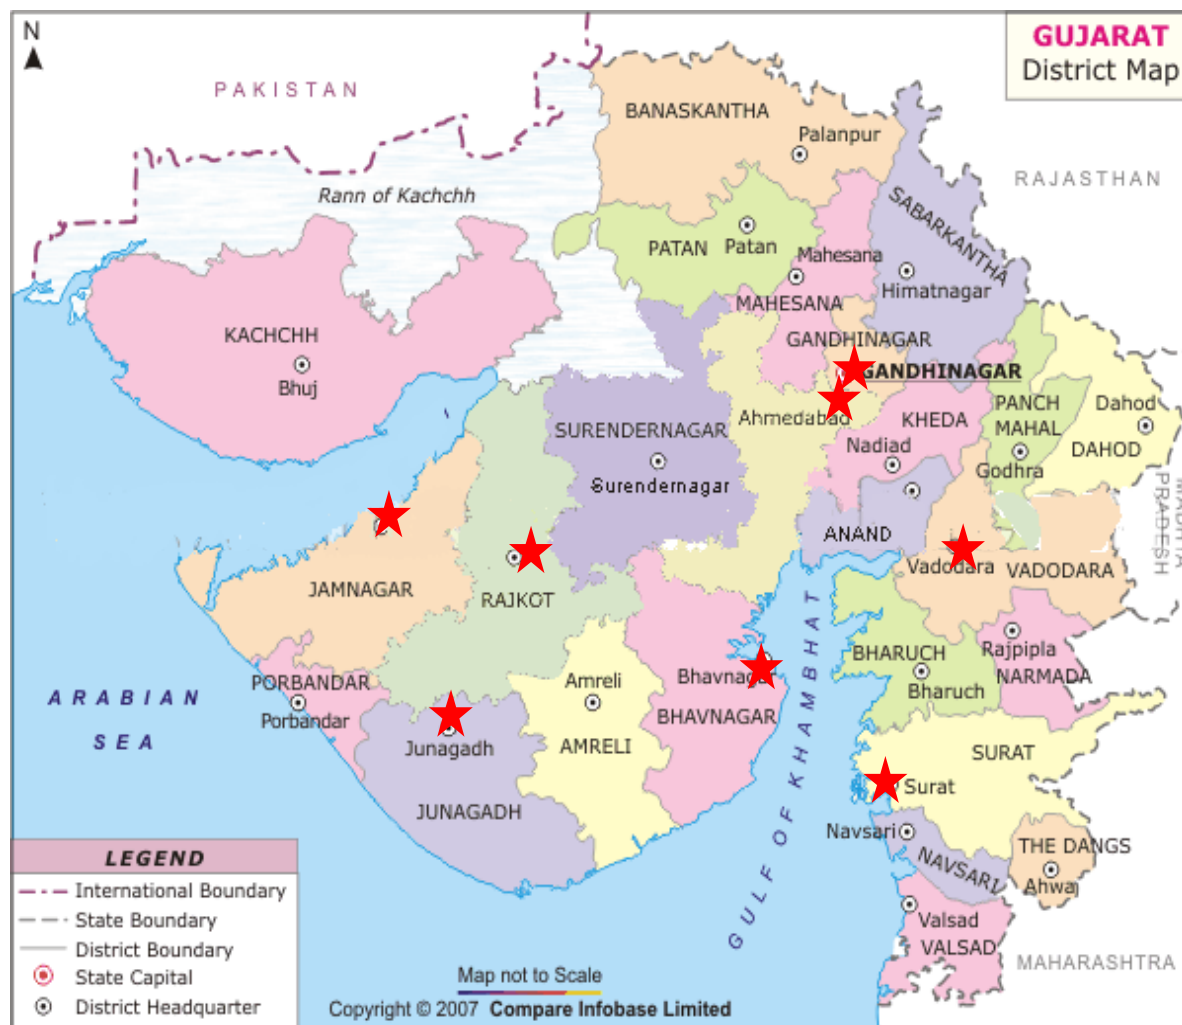 N
GUJARAT
District Map
PAKISTAN
BANASKANTHA
Palanpur
RAJASTHAN
Rann of Kachchh
SABARKANTHA
PATAN
Patan
Mahesana
Himatnagar
MAHESANA
KACHCHH
GANDHINAGAR
Bhuj
GANDHINAGAR
Ahmedabad
KHEDA
PANCH
MAHAL
Dahod
DAHOD
SURENDERNAGAR
Nadiad
Godhra
Surendernagar
MADHYA
PRADESH
ANAND
Vadodara
VADODARA
JAMNAGAR
RAJKOT
GULF OF KHAMBHAT
Rajpipla
NARMADA
BHARUCH
Bharuch
PORBANDAR
Porbandar
Amreli
Bhavnagar
BHAVNAGAR
ARABIAN
SEA
Junagadh
AMRELI
SURAT
Surat
JUNAGADH
Navsari
NAVSARI
THE DANGS
Ahwa
Valsad
VALSAD
MAHARASHTRA
LEGEND
International Boundary
State Boundary
District Boundary
State Capital
District Headquarter
Map not to Scale
Copyright © 2007 Compare Infobase Limited